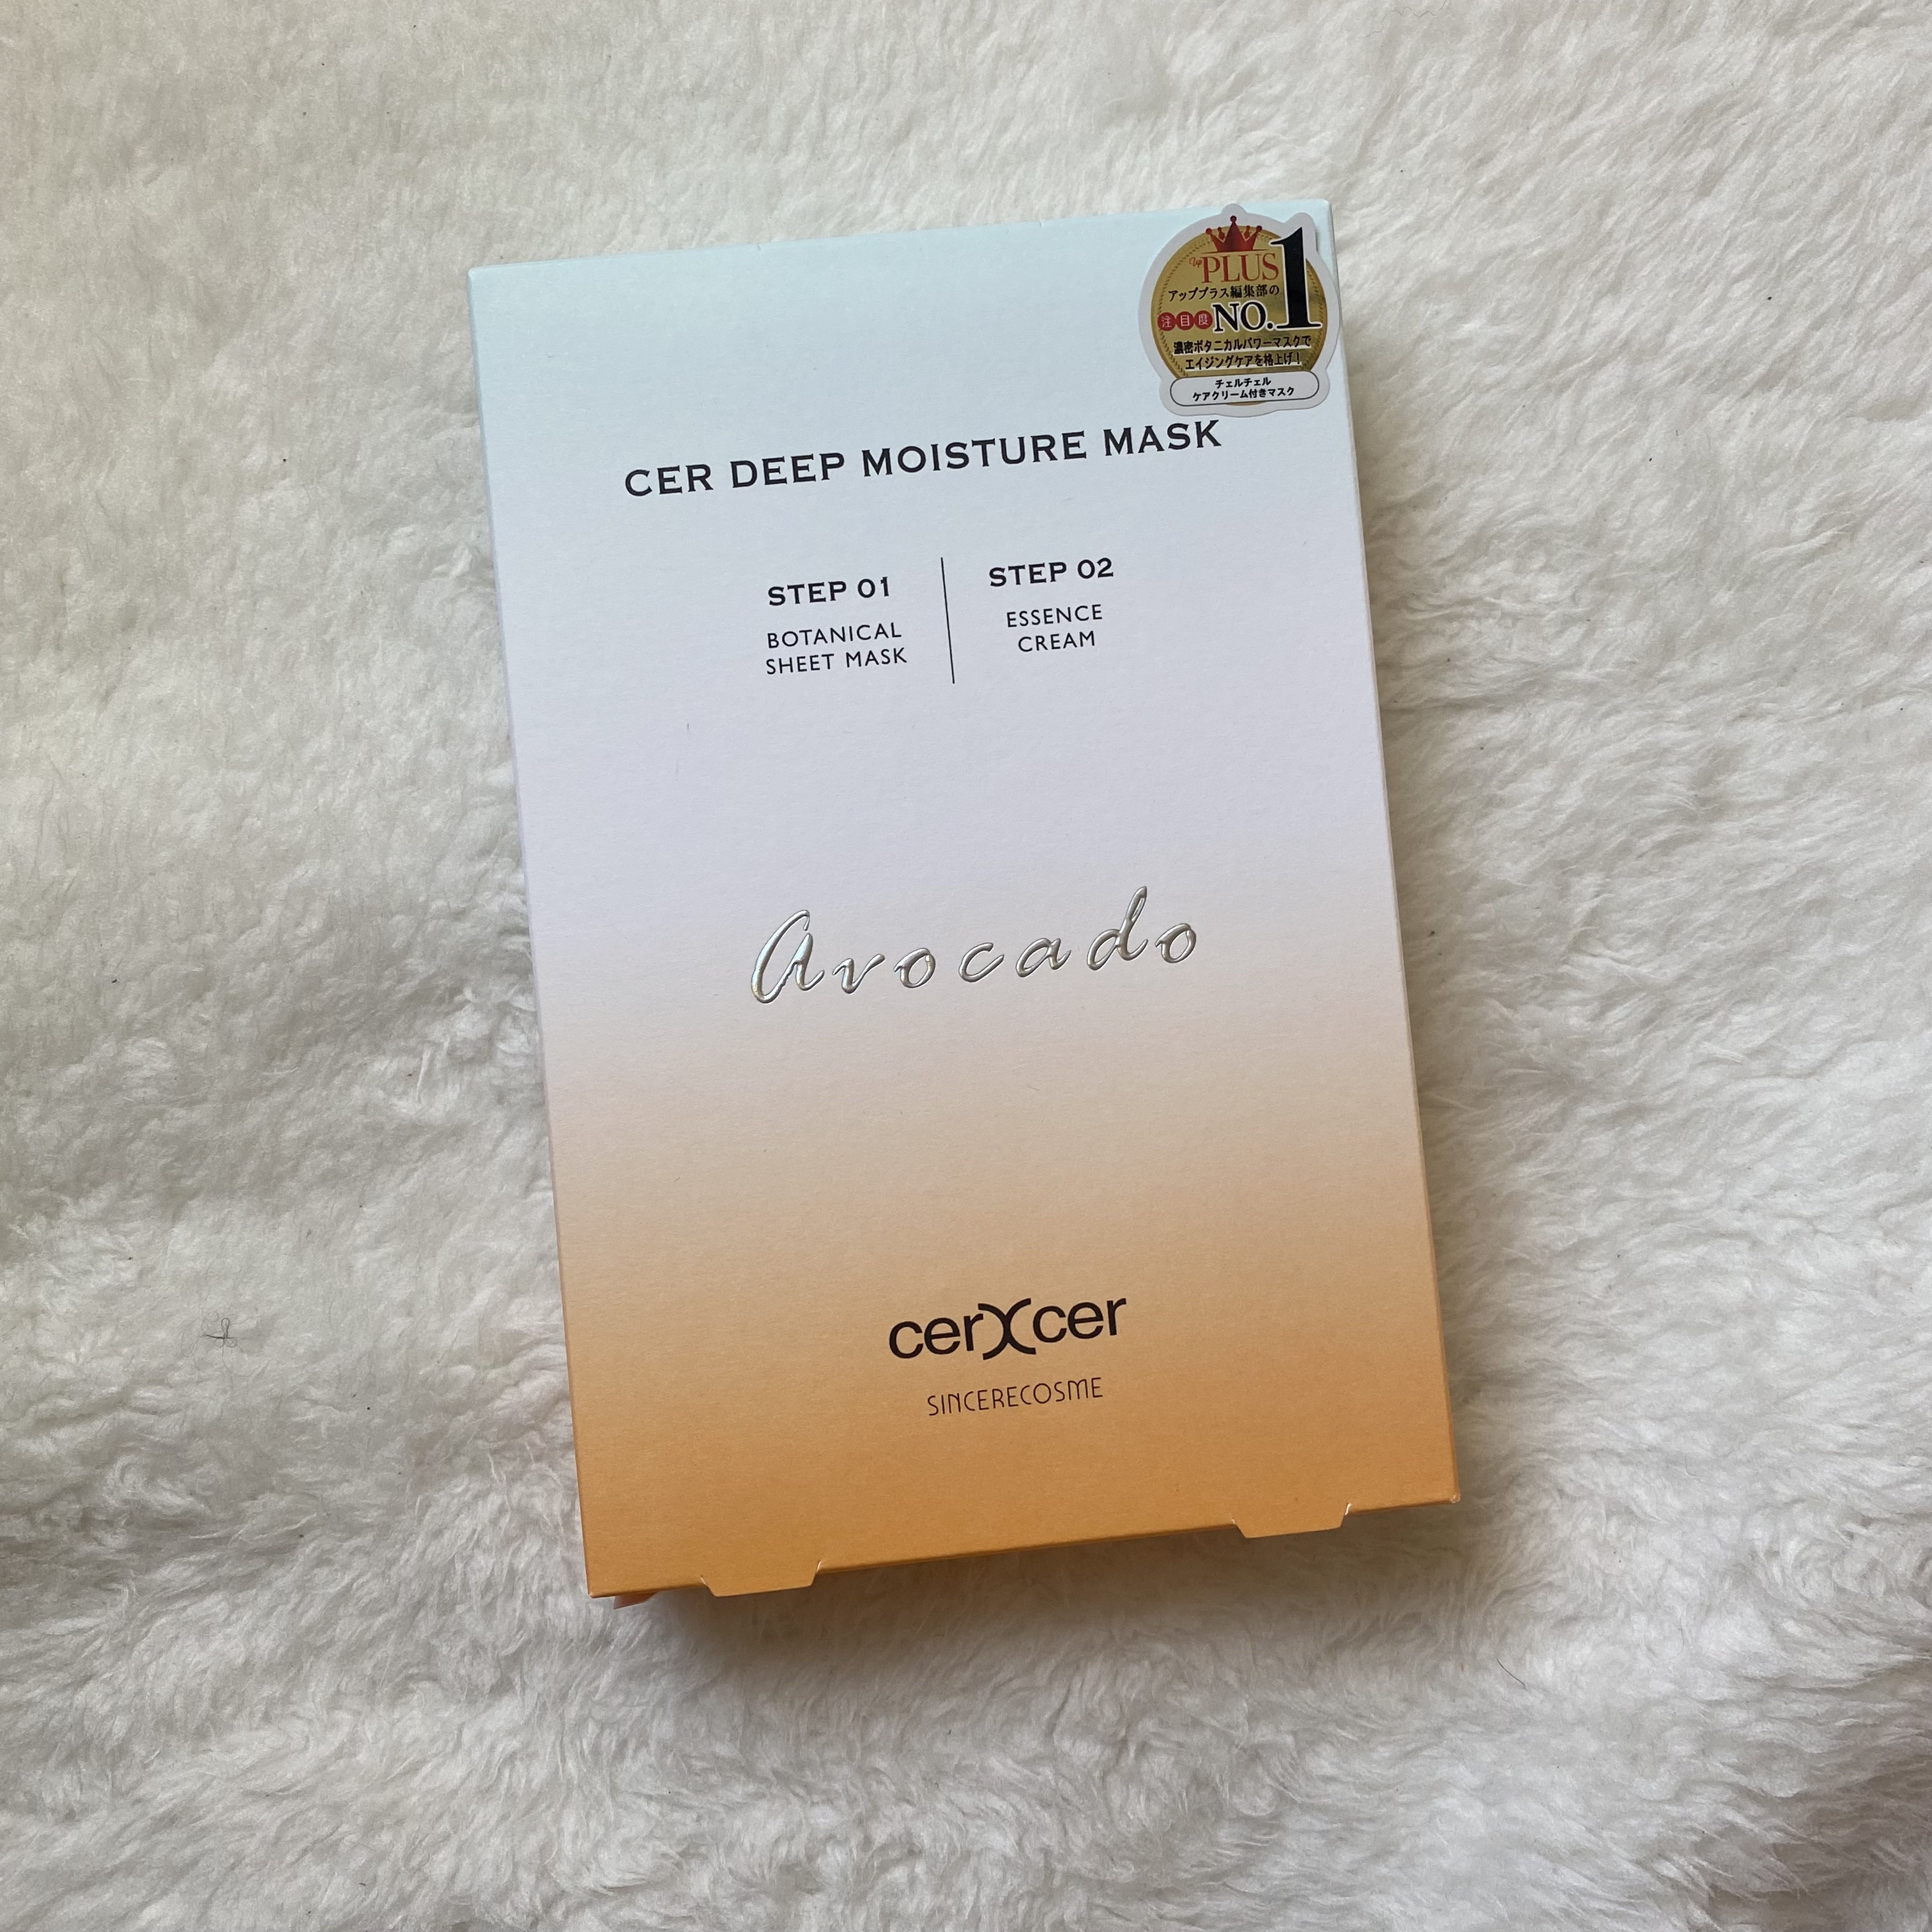 Up PLUS
アッププラス編集部の
注目度 NO.1
濃密ボタニカルパワーマスクで
エイジングケアを格上げ!
チェルチェル
ケアクリーム付きマスク
CER DEEP MOISTURE MASK
STEP 01
BOTANICAL
SHEET MASK
STEP 02
ESSENCE
CREAM
Avocado
cerXcer
SINCERECOSME